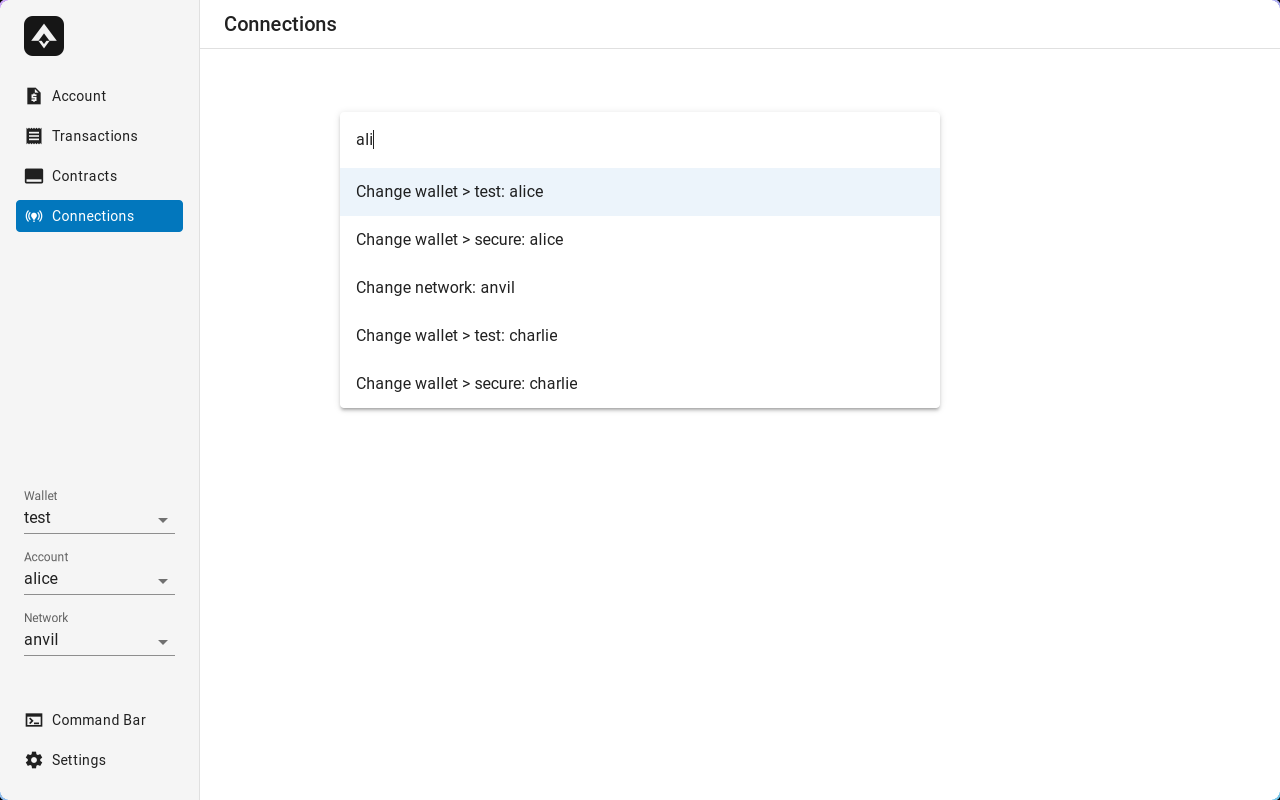 Connections
Account
Transactions
Contracts
Connections
ali
Change wallet > test: alice
Change wallet > secure: alice
Change network: anvil
Change wallet > test: charlie
Change wallet > secure: charlie
Wallet
test
Account
alice
Network
anvil
Command Bar
Settings